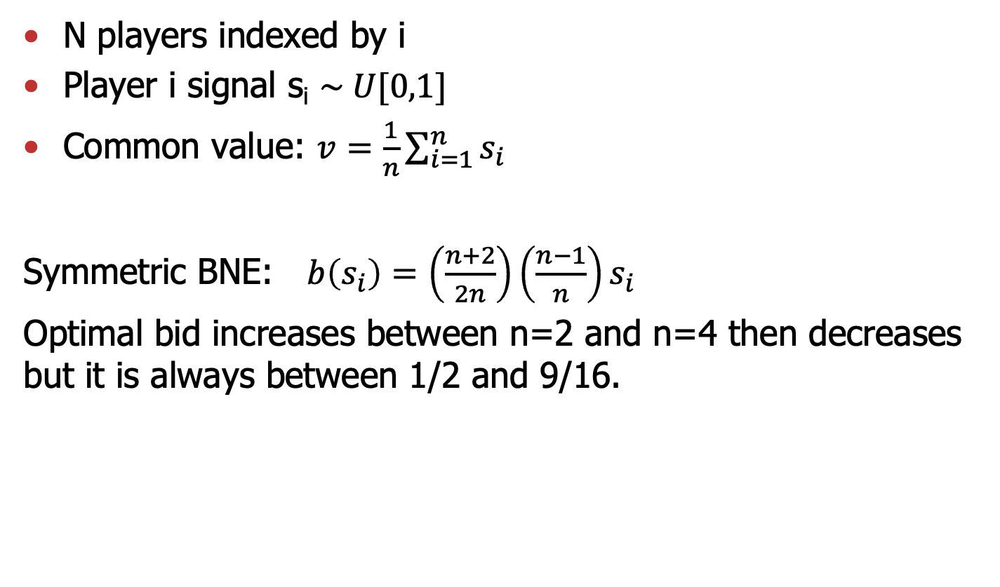 • N players indexed by i
• Player i signal sᵢ ~ U[0,1]
• Common value: v = \frac{1}{n} \sum_{i=1}^{n} s_i
Symmetric BNE: b(s_i) = \left(\frac{n+2}{2n}\right) \left(\frac{n-1}{n}\right) s_i
Optimal bid increases between n=2 and n=4 then decreases
but it is always between 1/2 and 9/16.